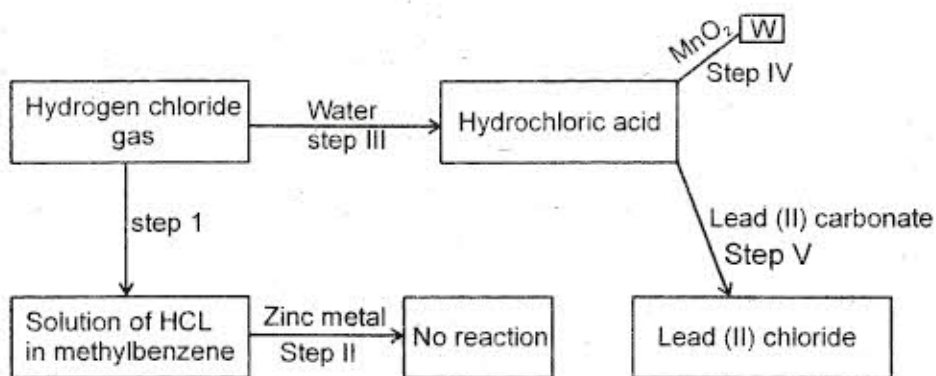 MnO₂
W
Step IV
Hydrogen chloride
gas
Water
step III
Hydrochloric acid
step 1
Lead (II) carbonate
Step V
Solution of HCL
in methylbenzene
Zinc metal
Step II
No reaction
Lead (II) chloride